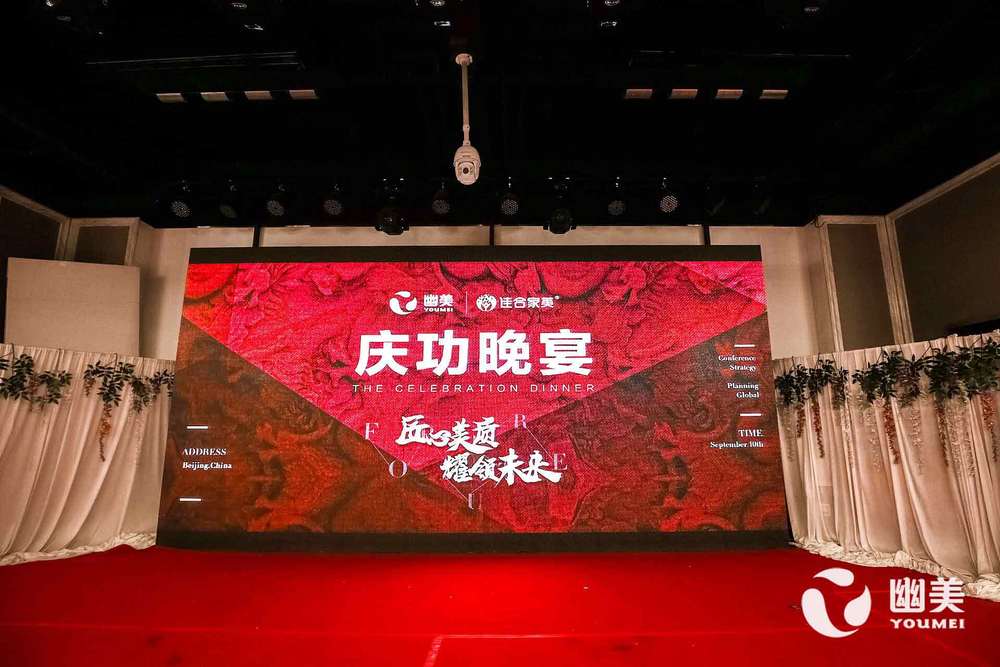 幽美
YOUMEI
佳合家美®
庆功晚宴
THE CELEBRATION DINNER
Conference
Strategy
Planning
Global
匠心美质
耀领未来
F R
O E
U
ADDRESS
Beijing.China
TIME
September.10th
幽美
YOUMEI